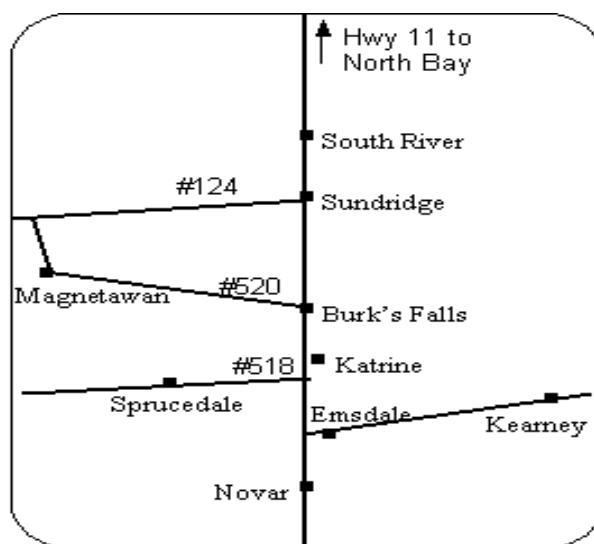 Hwy 11 to
North Bay
South River
#124
Sundridge
#520
Magnetawan
Burk's Falls
#518
Katrine
Sprucedale
Emsdale
Kearney
Novar